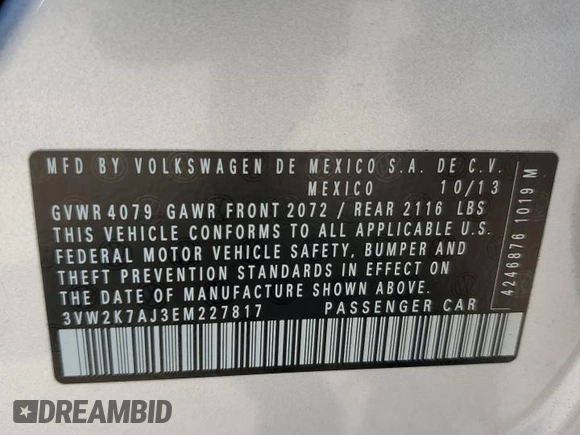 MFD BY VOLKSWAGEN DE MEXICO S.A. DE C.V.
MEXICO 10/13
GVWR 4079 GAWR FRONT 2072 / REAR 2116 LBS
THIS VEHICLE CONFORMS TO ALL APPLICABLE U.S.
FEDERAL MOTOR VEHICLE SAFETY, BUMPER AND
THEFT PREVENTION STANDARDS IN EFFECT ON
THE DATE OF MANUFACTURE SHOWN ABOVE.
3VW2K7AJ3EM227817 PASSENGER CAR
4246876 1019 M
DREAMBID